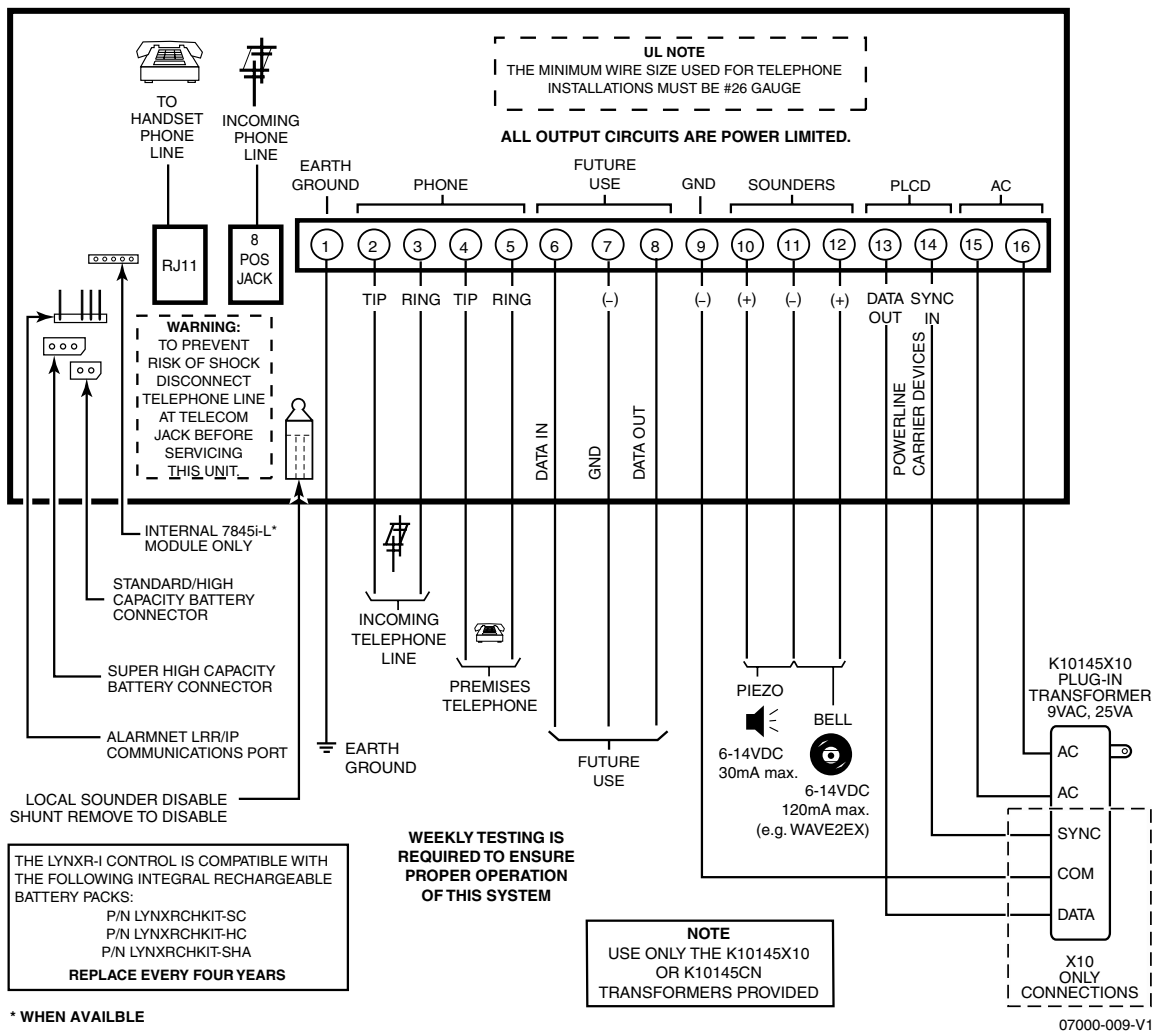 UL NOTE
THE MINIMUM WIRE SIZE USED FOR TELEPHONE
INSTALLATIONS MUST BE #26 GAUGE
ALL OUTPUT CIRCUITS ARE POWER LIMITED.
TO
HANDSET
PHONE
LINE
INCOMING
PHONE
LINE
RJ11
8
POS
JACK
EARTH
GROUND
PHONE
FUTURE
USE
GND
SOUNDERS
PLCD
AC
1 2 3 4 5 6 7 8 9 10 11 12 13 14 15 16
TIP RING TIP RING (–) (–) (+) (–) (+)
DATA
OUT
SYNC
IN
DATA IN
GND
DATA OUT
POWERLINE
CARRIER DEVICES
WARNING:
TO PREVENT
RISK OF SHOCK
DISCONNECT
TELEPHONE LINE
AT TELECOM
JACK BEFORE
SERVICING
THIS UNIT.
INTERNAL 7845i-L*
MODULE ONLY
STANDARD/HIGH
CAPACITY BATTERY
CONNECTOR
SUPER HIGH CAPACITY
BATTERY CONNECTOR
ALARMNET LRR/IP
COMMUNICATIONS PORT
LOCAL SOUNDER DISABLE
SHUNT REMOVE TO DISABLE
EARTH
GROUND
INCOMING
TELEPHONE
LINE
PREMISES
TELEPHONE
FUTURE
USE
PIEZO
6-14VDC
30mA max.
BELL
6-14VDC
120mA max.
(e.g. WAVE2EX)
K10145X10
PLUG-IN
TRANSFORMER
9VAC, 25VA
AC
AC
SYNC
COM
DATA
X10
ONLY
CONNECTIONS
THE LYNXR-I CONTROL IS COMPATIBLE WITH
THE FOLLOWING INTEGRAL RECHARGEABLE
BATTERY PACKS:
P/N LYNXRCHKIT-SC
P/N LYNXRCHKIT-HC
P/N LYNXRCHKIT-SHA
REPLACE EVERY FOUR YEARS
WEEKLY TESTING IS
REQUIRED TO ENSURE
PROPER OPERATION
OF THIS SYSTEM
NOTE
USE ONLY THE K10145X10
OR K10145CN
TRANSFORMERS PROVIDED
* WHEN AVAILBLE
07000-009-V1